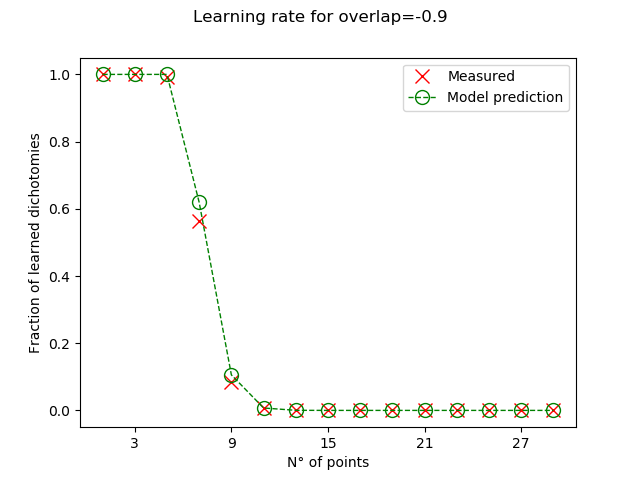 Learning rate for overlap=-0.9
Measured
Model prediction
Fraction of learned dichotomies
1.0
0.8
0.6
0.4
0.2
0.0
3 9 15 21 27
N° of points